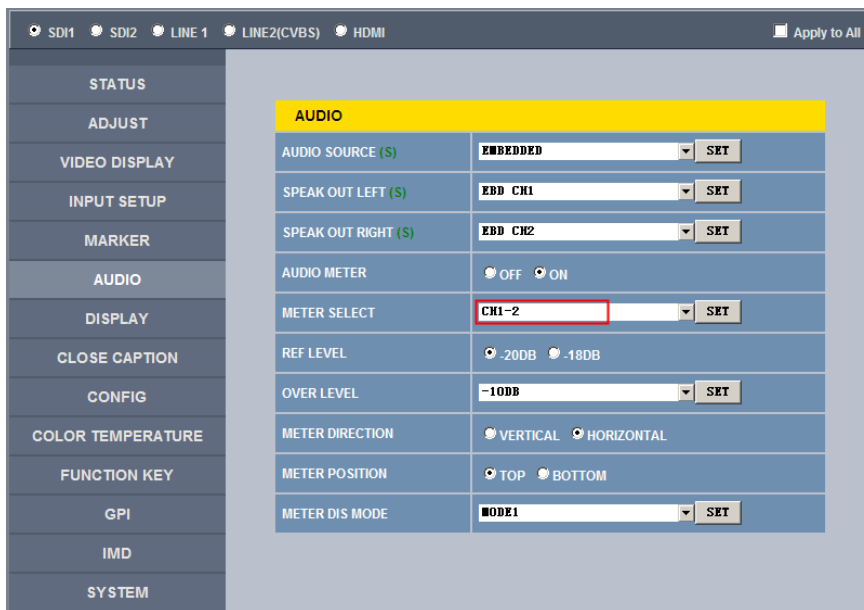 SDI1 SDI2 LINE 1 LINE2(CVBS) HDMI Apply to All
STATUS
ADJUST
VIDEO DISPLAY
INPUT SETUP
MARKER
AUDIO
DISPLAY
CLOSE CAPTION
CONFIG
COLOR TEMPERATURE
FUNCTION KEY
GPI
IMD
SYSTEM
AUDIO
AUDIO SOURCE (S) EMBEDDED SET
SPEAK OUT LEFT (S) EBD CH1 SET
SPEAK OUT RIGHT (S) EBD CH2 SET
AUDIO METER OFF ON
METER SELECT CH1-2 SET
REF LEVEL -20DB -18DB
OVER LEVEL -10DB SET
METER DIRECTION VERTICAL HORIZONTAL
METER POSITION TOP BOTTOM
METER DIS MODE MODE1 SET